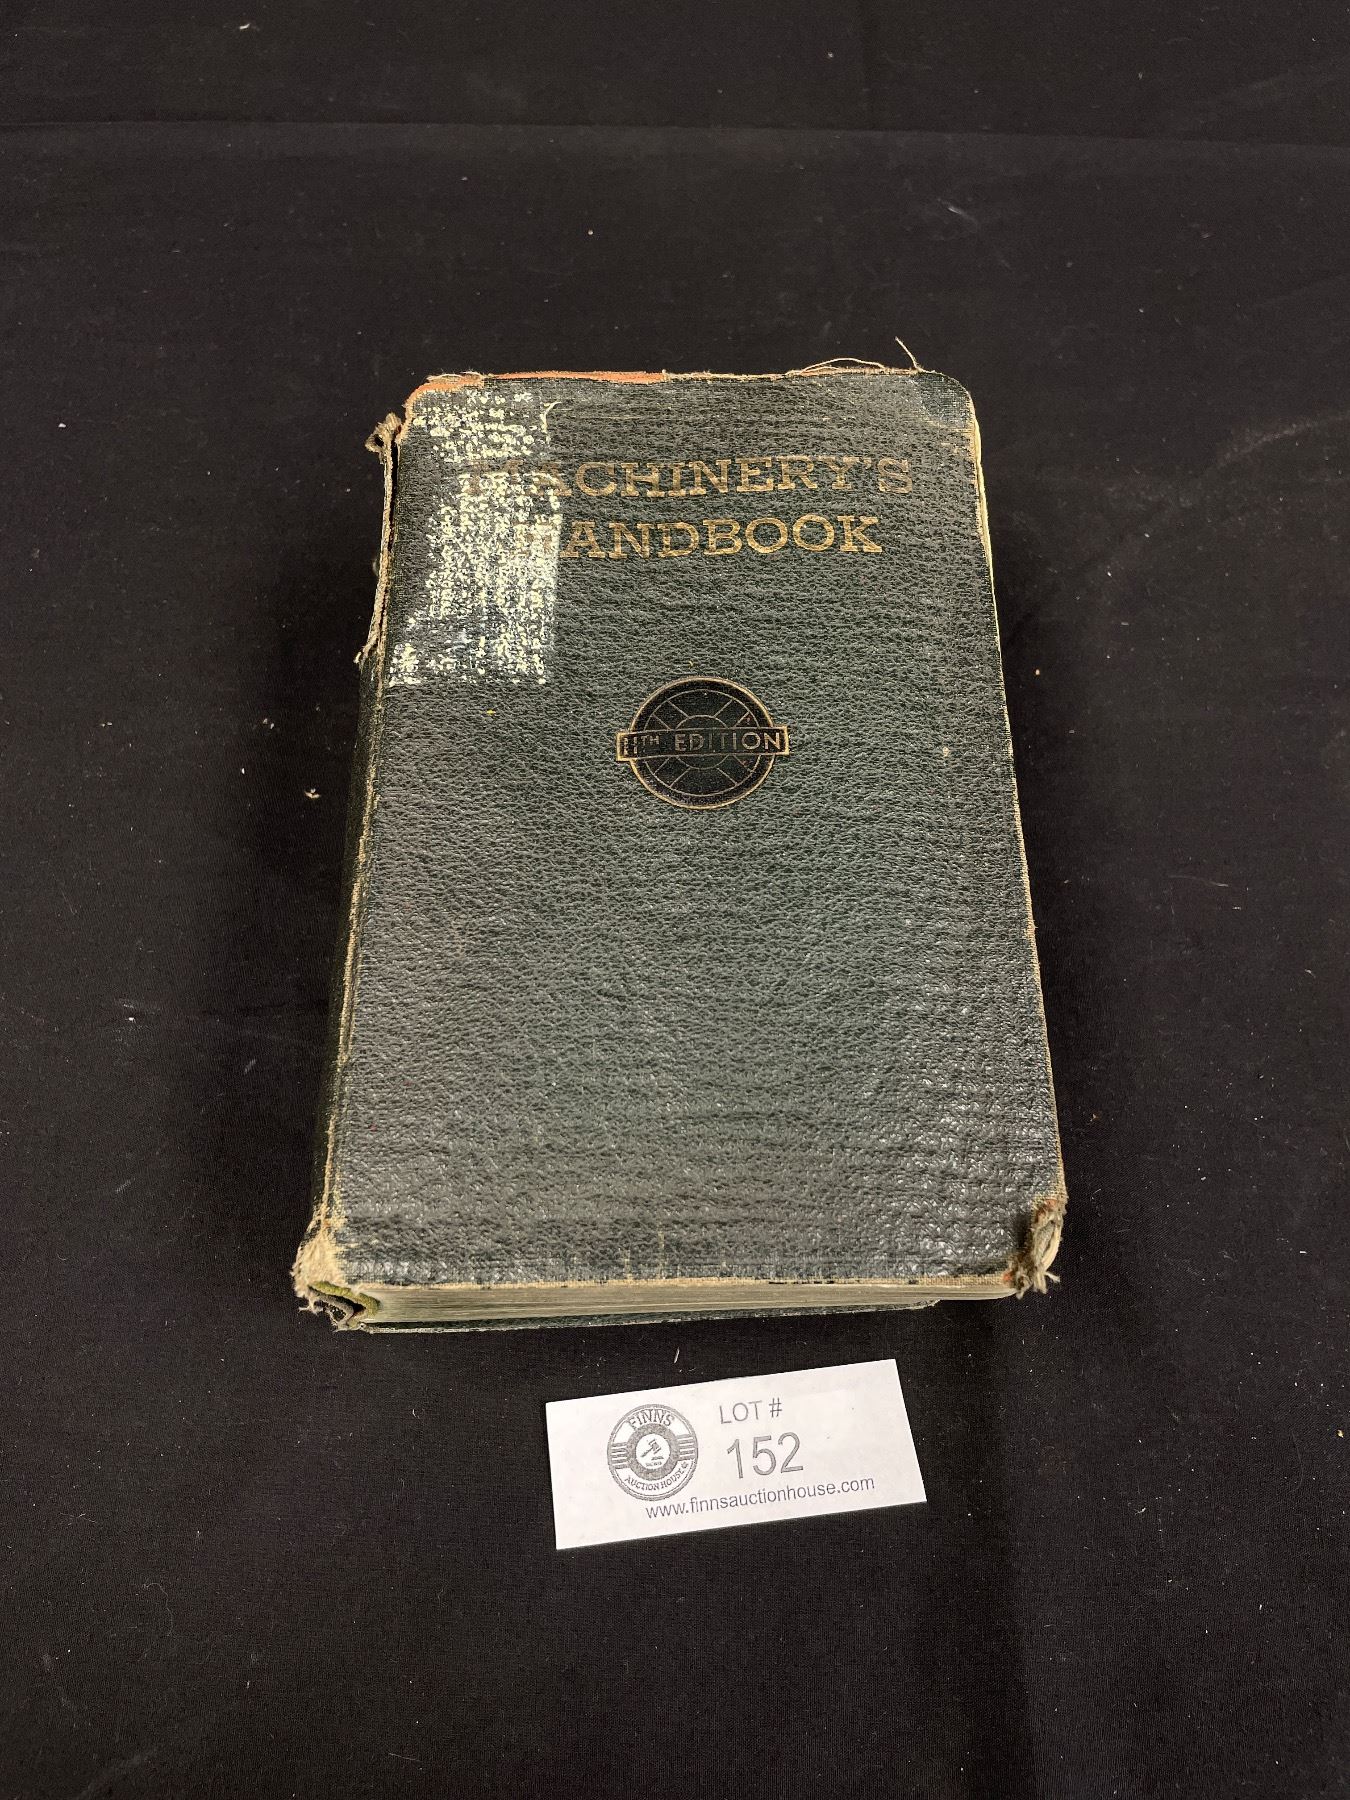 MACHINERY'S
HANDBOOK
11TH EDITION
FINNS
AUCTION HOUSE
LOT #
152
www.finnsauctionhouse.com